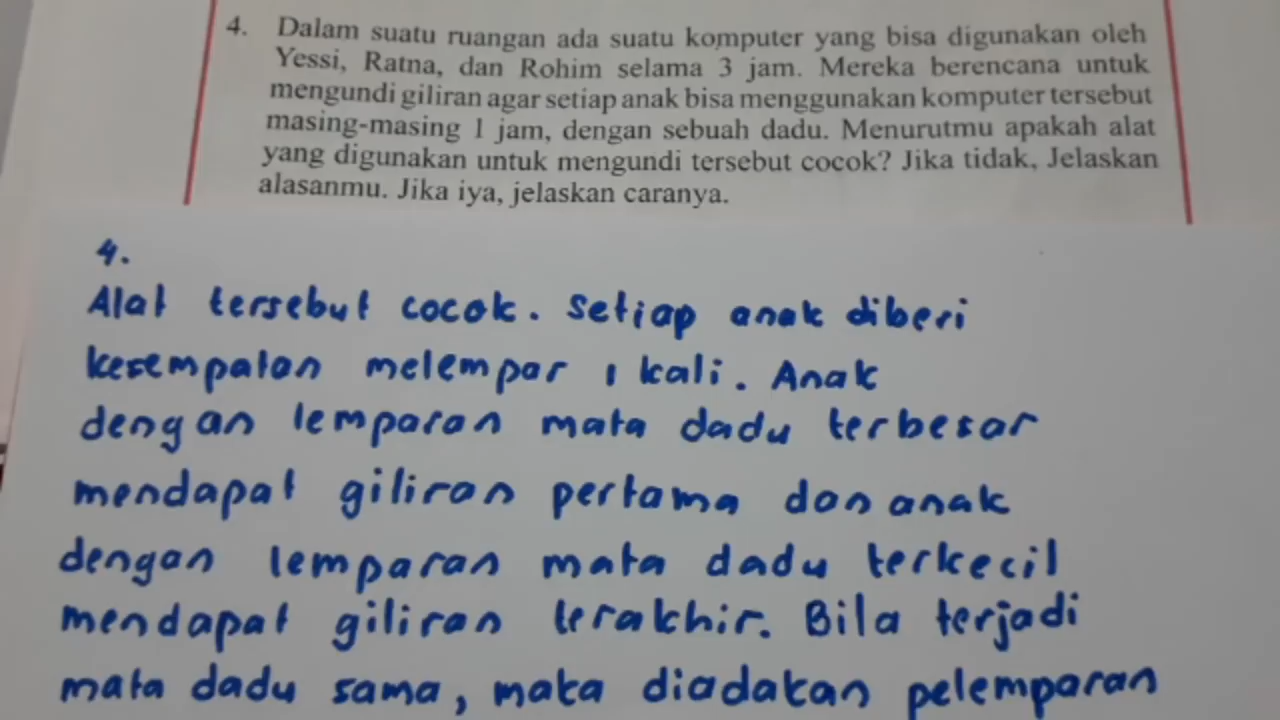 4. Dalam suatu ruangan ada suatu komputer yang bisa digunakan oleh
Yessi, Ratna, dan Rohim selama 3 jam. Mereka berencana untuk
mengundi giliran agar setiap anak bisa menggunakan komputer tersebut
masing-masing 1 jam, dengan sebuah dadu. Menurutmu apakah alat
yang digunakan untuk mengundi tersebut cocok? Jika tidak, Jelaskan
alasanmu. Jika iya, jelaskan caranya.
4.
Alat tersebut cocok. Setiap anak diberi
kesempatan melempar 1 kali. Anak
dengan lemparan mata dadu terbesar
mendapat giliran pertama dan anak
dengan lemparan mata dadu terkecil
mendapat giliran terakhir. Bila terjadi
mata dadu sama, maka diadakan pelemparan